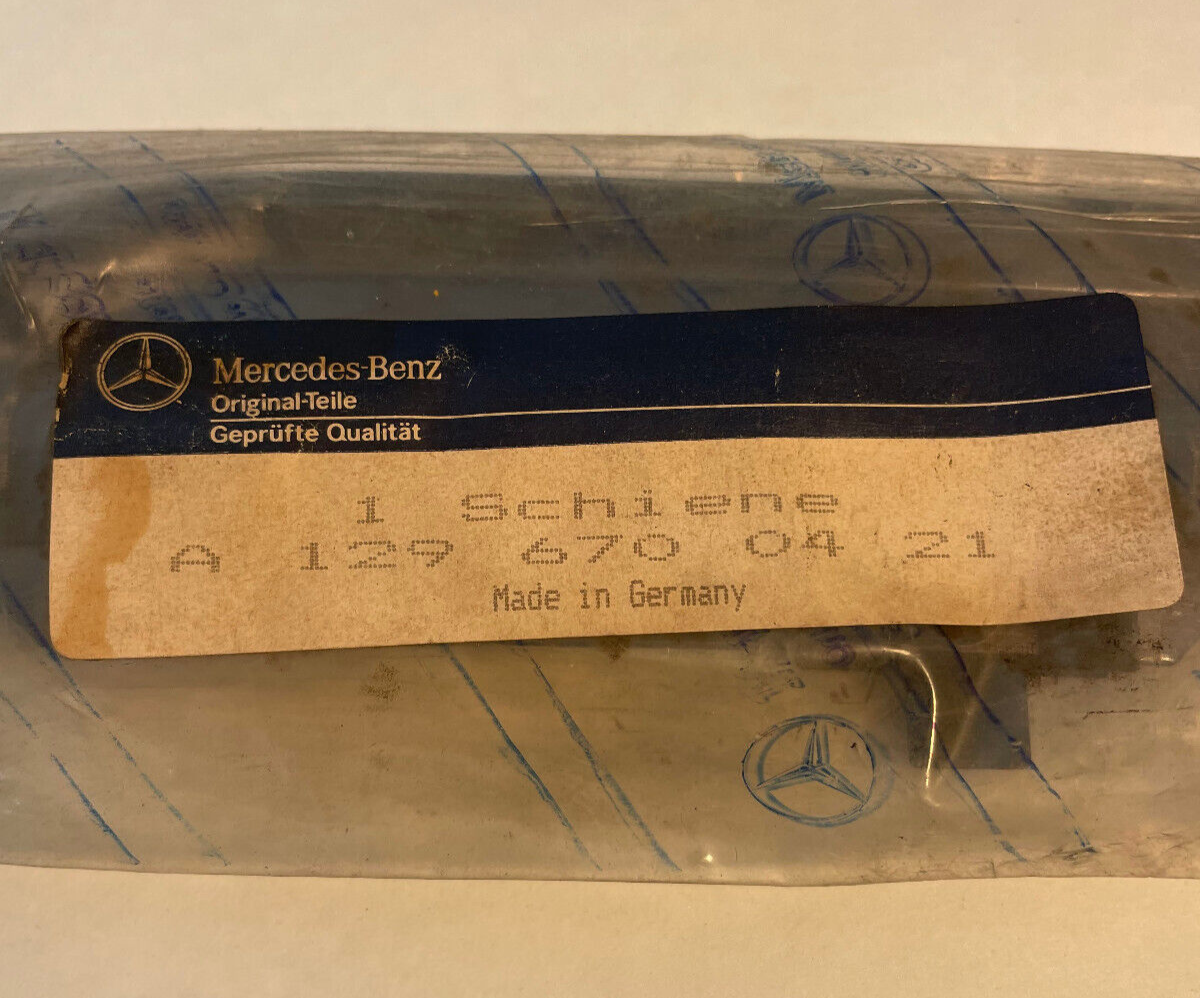 Mercedes-Benz
Original-Teile
Geprüfte Qualität
1 Schiene
A 129 670 04 21
Made in Germany